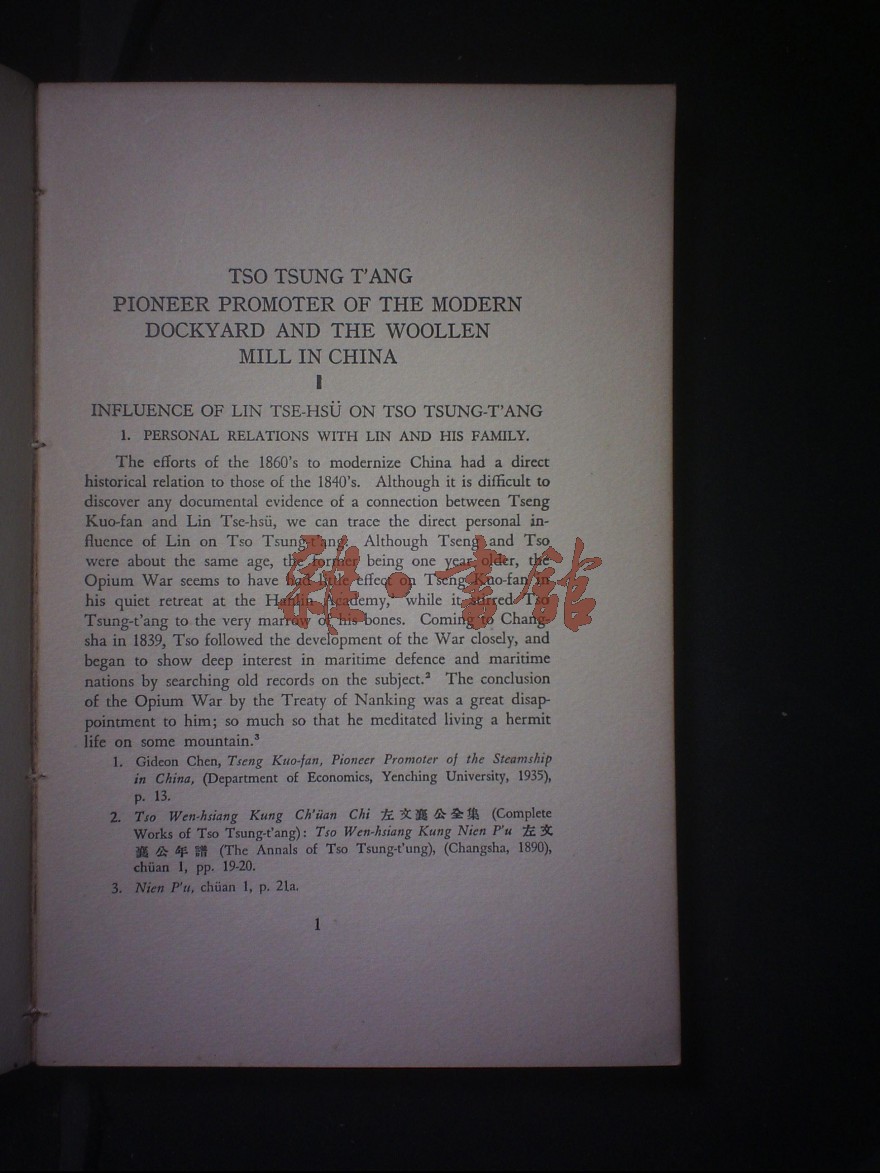 TSO TSUNG T'ANG
PIONEER PROMOTER OF THE MODERN
DOCKYARD AND THE WOOLLEN
MILL IN CHINA
INFLUENCE OF LIN TSE-HSÜ ON TSO TSUNG-T'ANG
1. PERSONAL RELATIONS WITH LIN AND HIS FAMILY.
The efforts of the 1860's to modernize China had a direct
historical relation to those of the 1840's. Although it is difficult to
discover any documental evidence of a connection between Tseng
Kuo-fan and Lin Tse-hsü, we can trace the direct personal in-
fluence of Lin on Tso Tsung-t'ang. Although Tseng and Tso
were about the same age, the former being one year older, the
Opium War seems to have had little effect on Tseng Kuo-fan in
his quiet retreat at the Hanlin Academy,¹ while it stirred Tso
Tsung-t'ang to the very marrow of his bones. Coming to Chang-
sha in 1839, Tso followed the development of the War closely, and
began to show deep interest in maritime defence and maritime
nations by searching old records on the subject.² The conclusion
of the Opium War by the Treaty of Nanking was a great disap-
pointment to him; so much so that he meditated living a hermit
life on some mountain.³
1. Gideon Chen, Tseng Kuo-fan, Pioneer Promoter of the Steamship
in China, (Department of Economics, Yenching University, 1935),
p. 13.
2. Tso Wen-hsiang Kung Ch'üan Chi 左文襄公全集 (Complete
Works of Tso Tsung-t'ang): Tso Wen-hsiang Kung Nien P'u 左文
襄公年譜 (The Annals of Tso Tsung-t'ung), (Changsha, 1890),
chüan 1, pp. 19-20.
3. Nien P'u, chüan 1, p. 21a.
1